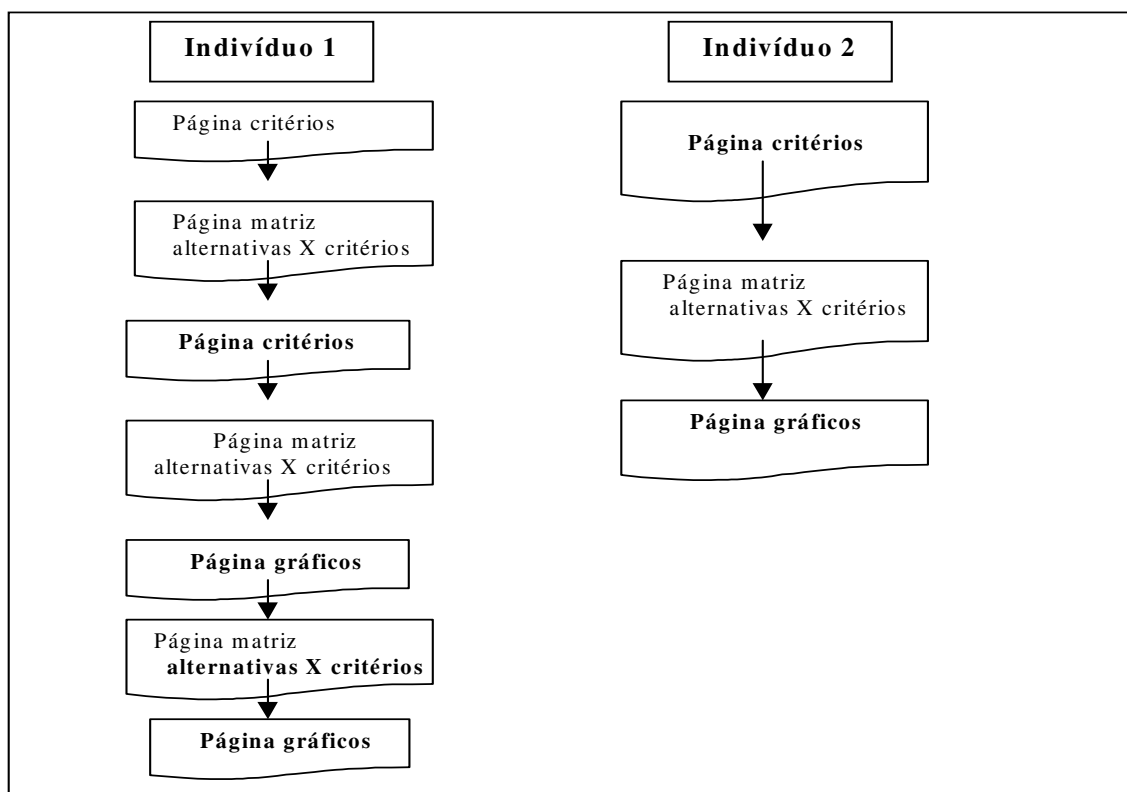 Indivíduo 1
Página critérios
Página matriz
alternativas X critérios
Página critérios
Página matriz
alternativas X critérios
Página gráficos
Página matriz
alternativas X critérios
Página gráficos
Indivíduo 2
Página critérios
Página matriz
alternativas X critérios
Página gráficos